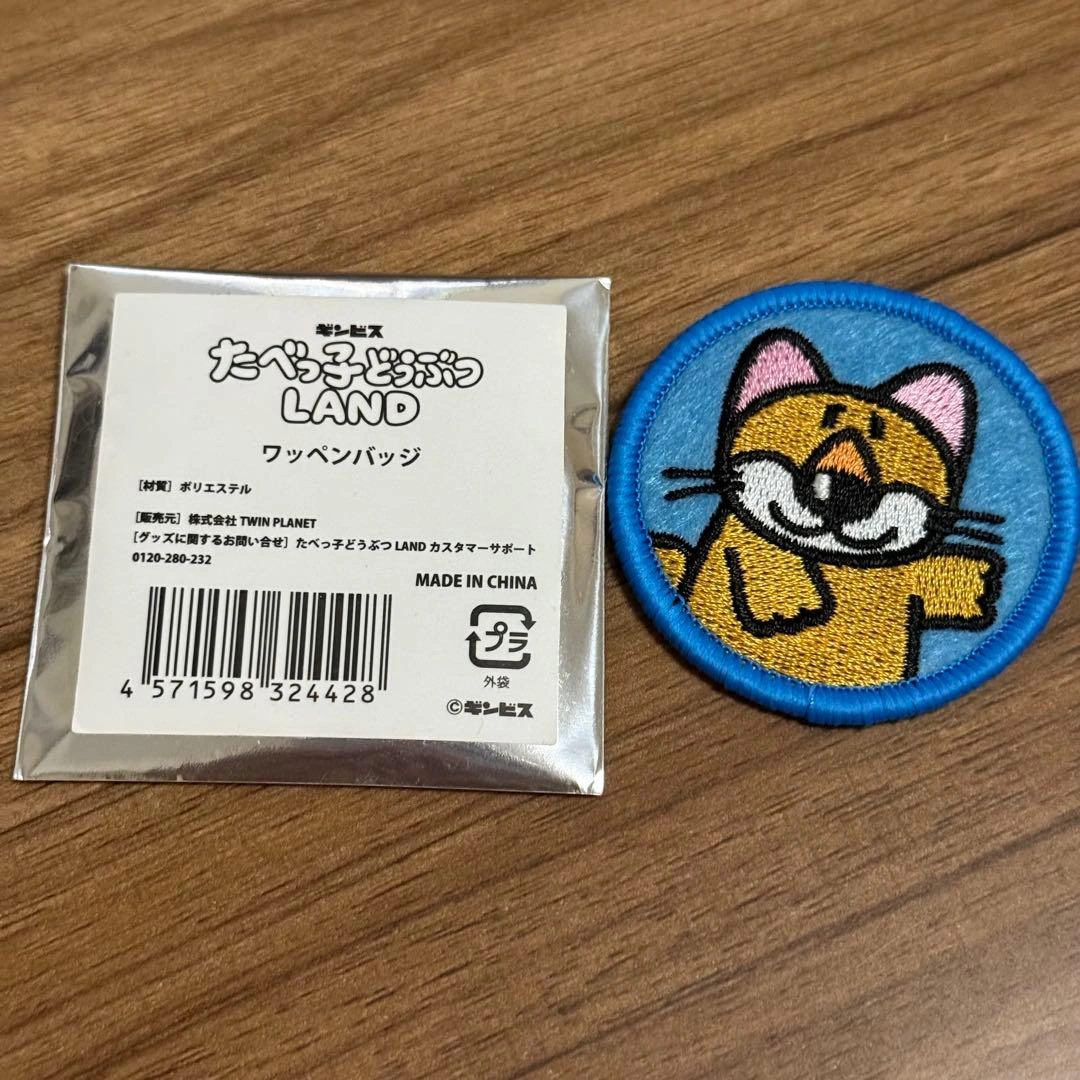 ギンビス
たべっ子どうぶつ
LAND
ワッペンバッジ
［材質］ポリエステル
［販売元］株式会社 TWIN PLANET
［グッズに関するお問い合せ］たべっ子どうぶつ LAND カスタマーサポート
0120-280-232
MADE IN CHINA
プラ
外袋
4 571598 324428
©ギンビス